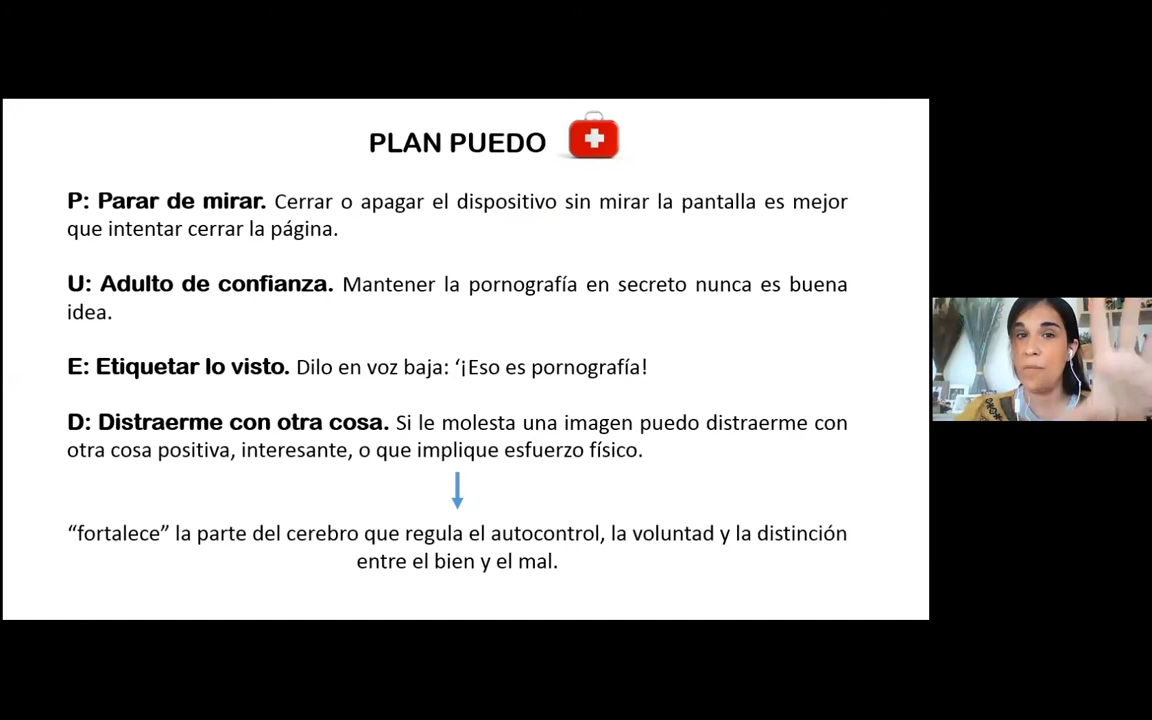 PLAN PUEDO
P: Parar de mirar. Cerrar o apagar el dispositivo sin mirar la pantalla es mejor
que intentar cerrar la página.
U: Adulto de confianza. Mantener la pornografía en secreto nunca es buena
idea.
E: Etiquetar lo visto. Dilo en voz baja: ‘¡Eso es pornografía!
D: Distraerme con otra cosa. Si le molesta una imagen puedo distraerme con
otra cosa positiva, interesante, o que implique esfuerzo físico.
“fortalece” la parte del cerebro que regula el autocontrol, la voluntad y la distinción
entre el bien y el mal.